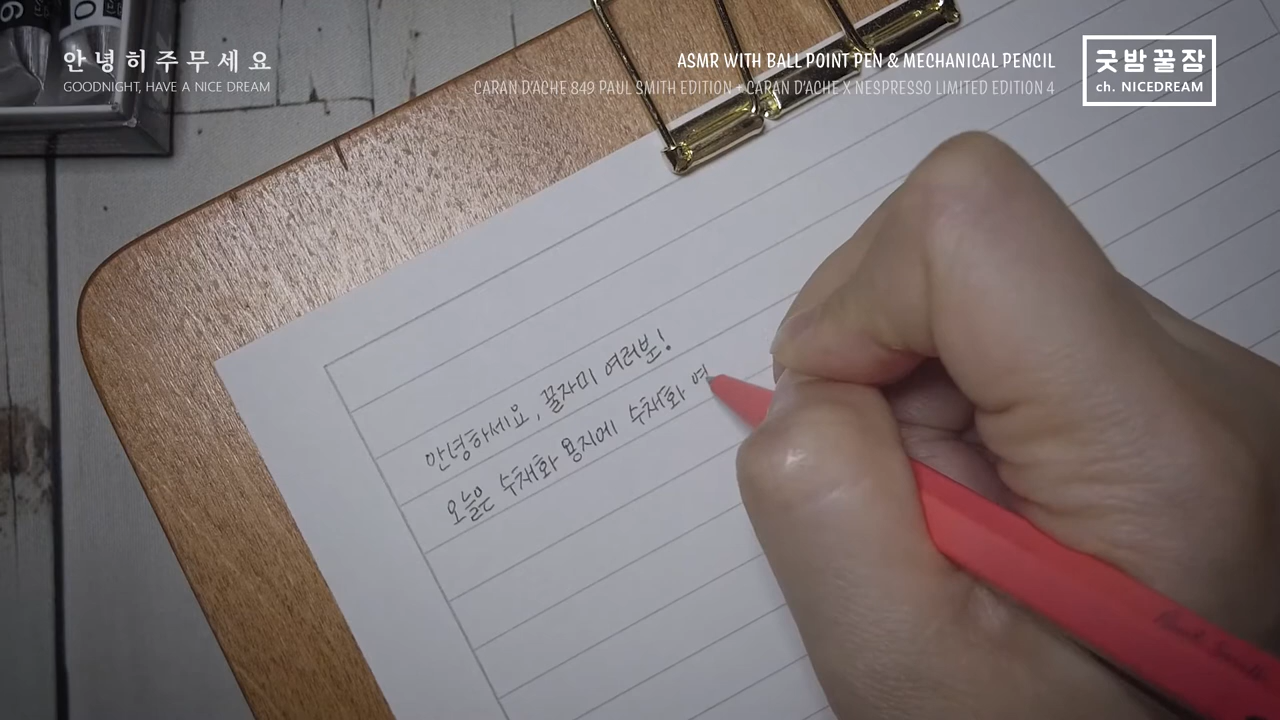 안녕히주무세요
GOODNIGHT, HAVE A NICE DREAM
ASMR WITH BALL POINT PEN & MECHANICAL PENCIL
CARAN D'ACHE 849 PAUL SMITH EDITION + CARAN D'ACHE X NESPRESSO LIMITED EDITION 4
굿밤꿀잠
ch. NICEDREAM
안녕하세요, 꿀자미 여러분!
오늘은 수채화 용지에 수채화 여
Paul Smith